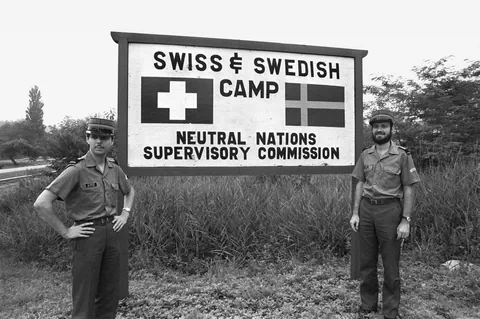 SWISS & SWEDISH
CAMP
NEUTRAL NATIONS
SUPERVISORY COMMISSION